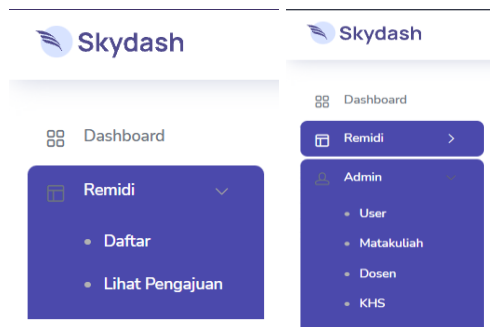 Skydash
Dashboard
Remidi
Daftar
Lihat Pengajuan
Skydash
Dashboard
Remidi
Admin
User
Matakuliah
Dosen
KHS